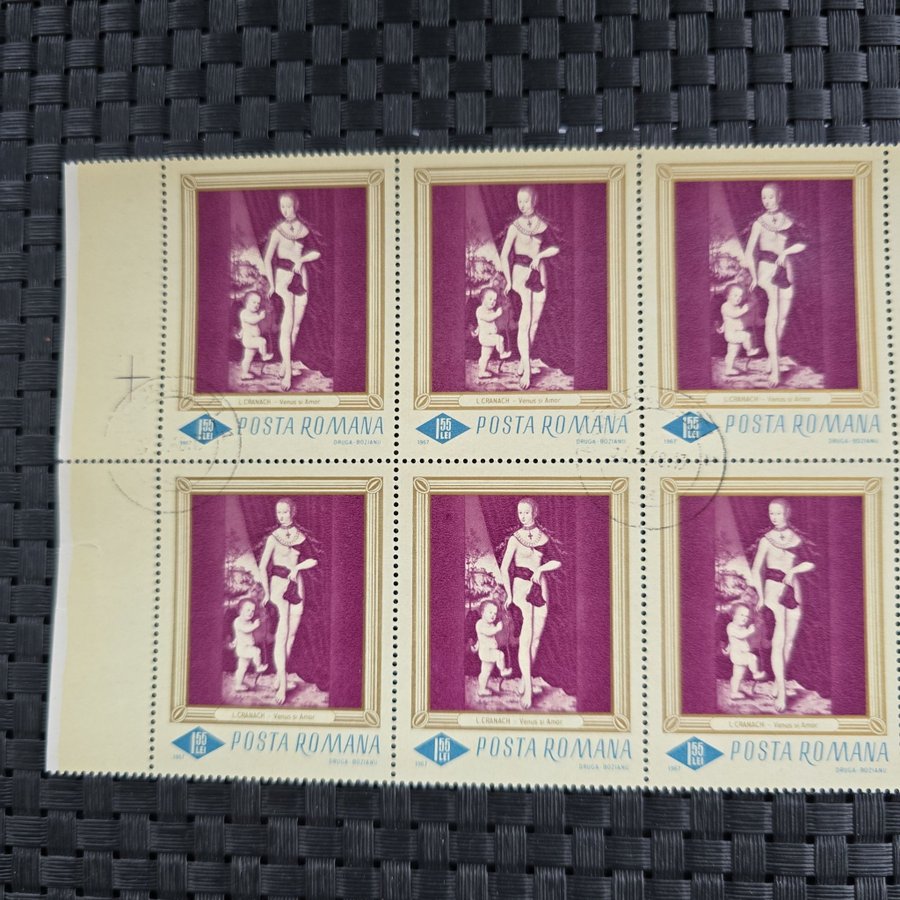 L. CRANACH - Venus si Amor
1 55 LEI POSTA ROMANA
1967 DRUGA-BOZIANU
L. CRANACH - Venus si Amor
1 55 LEI POSTA ROMANA
1967 DRUGA-BOZIANU
L. CRANACH - Venus si Amor
1 55 LEI POSTA ROMANA
1967 DRUGA-BOZIANU
L. CRANACH - Venus si Amor
1 55 LEI POSTA ROMANA
1967 DRUGA-BOZIANU
L. CRANACH - Venus si Amor
1 55 LEI POSTA ROMANA
1967 DRUGA-BOZIANU
L. CRANACH - Venus si Amor
1 55 LEI POSTA ROMANA
1967 DRUGA-BOZIANU